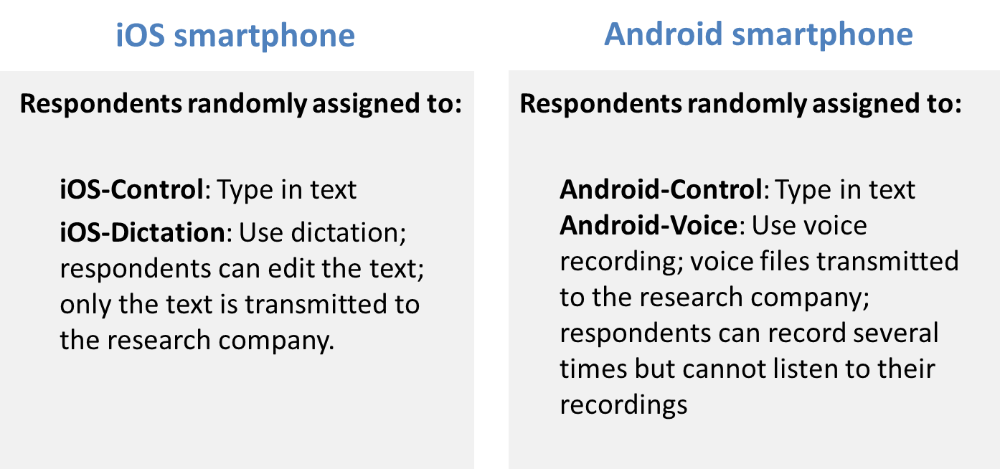 iOS smartphone
Respondents randomly assigned to:
iOS-Control: Type in text
iOS-Dictation: Use dictation;
respondents can edit the text;
only the text is transmitted to
the research company.
Android smartphone
Respondents randomly assigned to:
Android-Control: Type in text
Android-Voice: Use voice
recording; voice files transmitted
to the research company;
respondents can record several
times but cannot listen to their
recordings